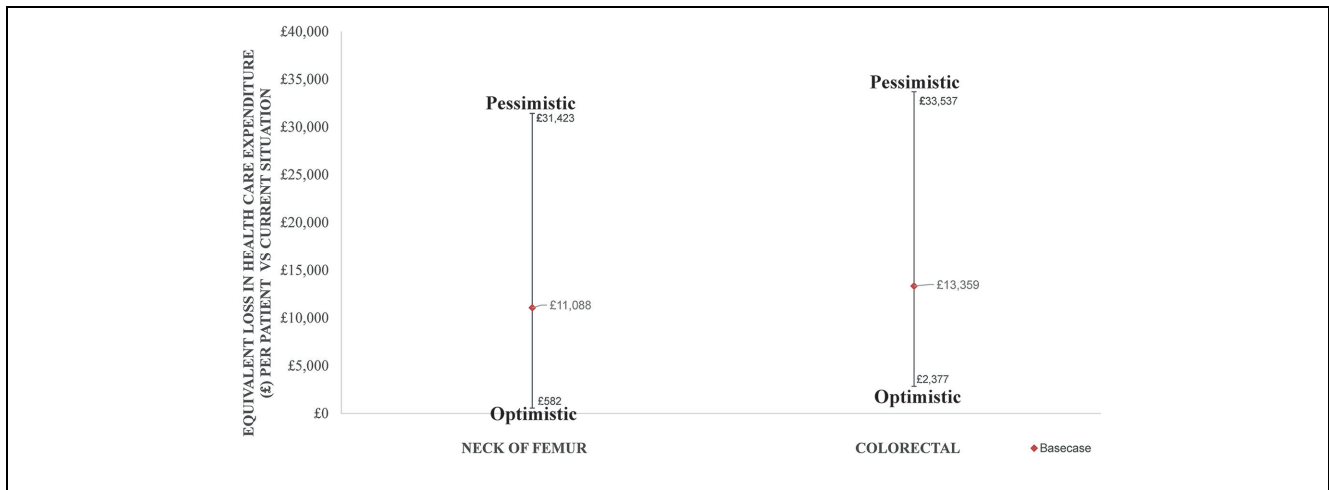 EQUIVALENT LOSS IN HEALTH CARE EXPENDITURE
(£) PER PATIENT VS CURRENT SITUATION
£40,000
£35,000
£30,000
£25,000
£20,000
£15,000
£10,000
£5,000
£0
Pessimistic
£31,423
£11,088
£582
Optimistic
Pessimistic
£33,537
£13,359
£2,377
Optimistic
NECK OF FEMUR
COLORECTAL
Basecase